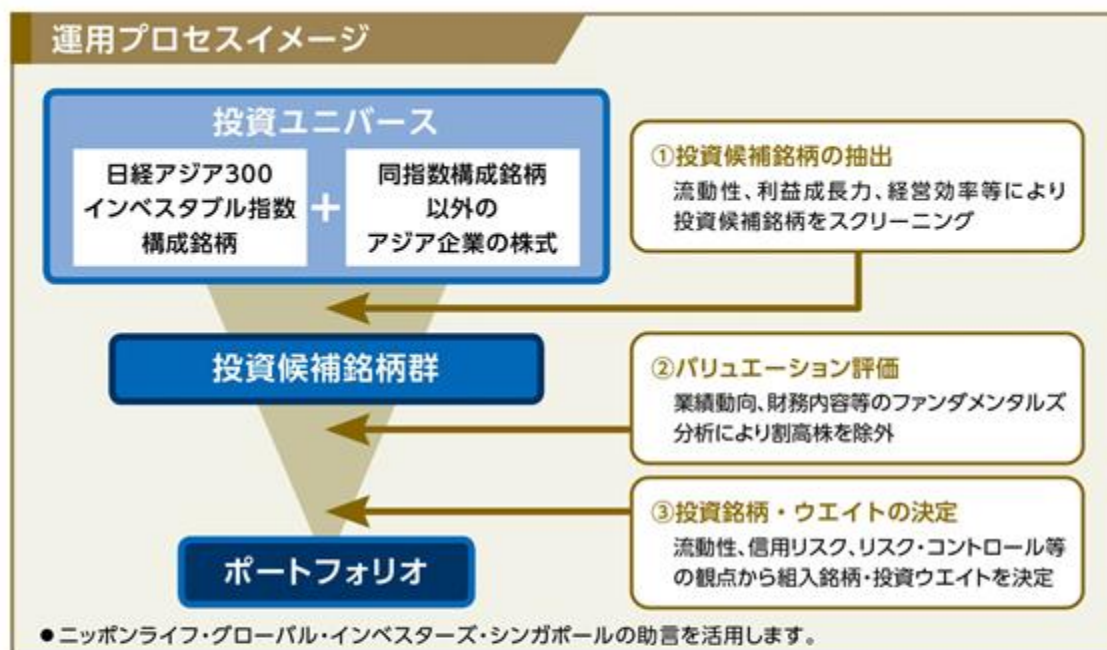 運用プロセスイメージ
投資ユニバース
日経アジア300
インベスタブル指数
構成銘柄
+
同指数構成銘柄
以外の
アジア企業の株式
①投資候補銘柄の抽出
流動性、利益成長力、経営効率等により
投資候補銘柄をスクリーニング
投資候補銘柄群
②バリュエーション評価
業績動向、財務内容等のファンダメンタルズ
分析により割高株を除外
③投資銘柄・ウエイトの決定
流動性、信用リスク、リスク・コントロール等
の観点から組入銘柄・投資ウエイトを決定
ポートフォリオ
●ニッポンライフ・グローバル・インベスターズ・シンガポールの助言を活用します。